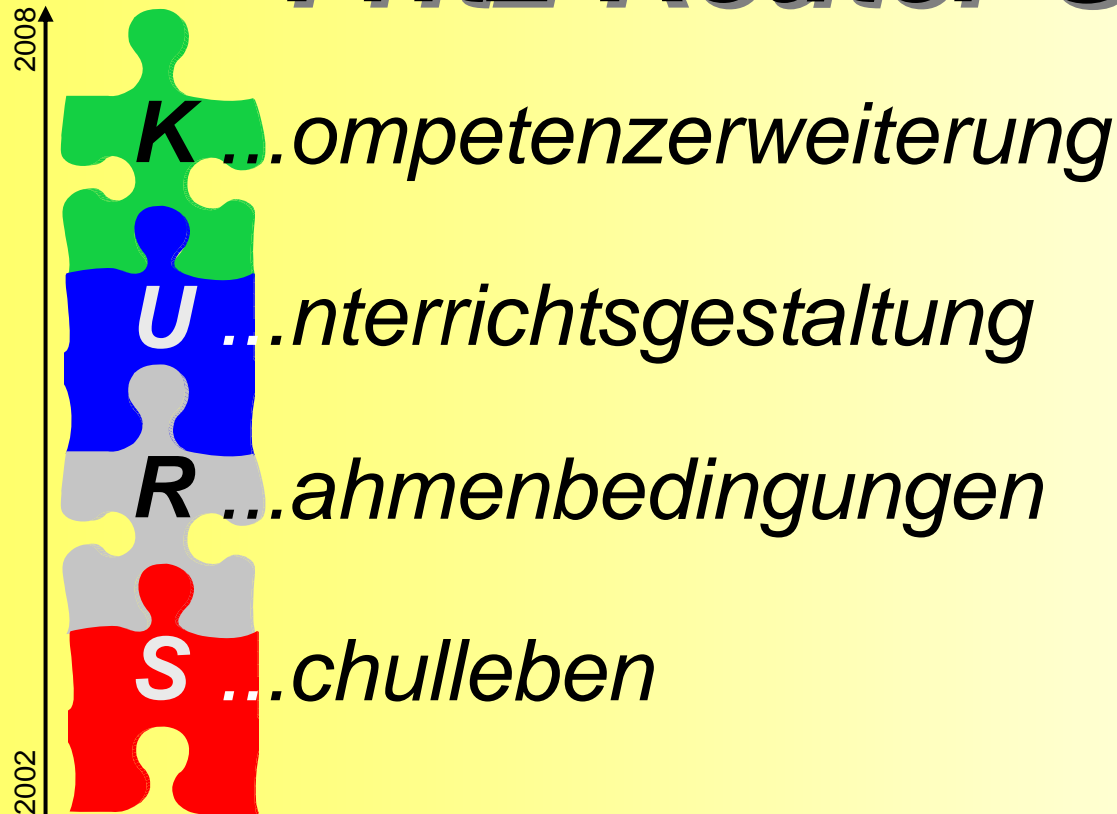 2008
K ...ompetenzerweiterung
U ...nterrichtsgestaltung
R ...ahmenbedingungen
S ...chulleben
2002